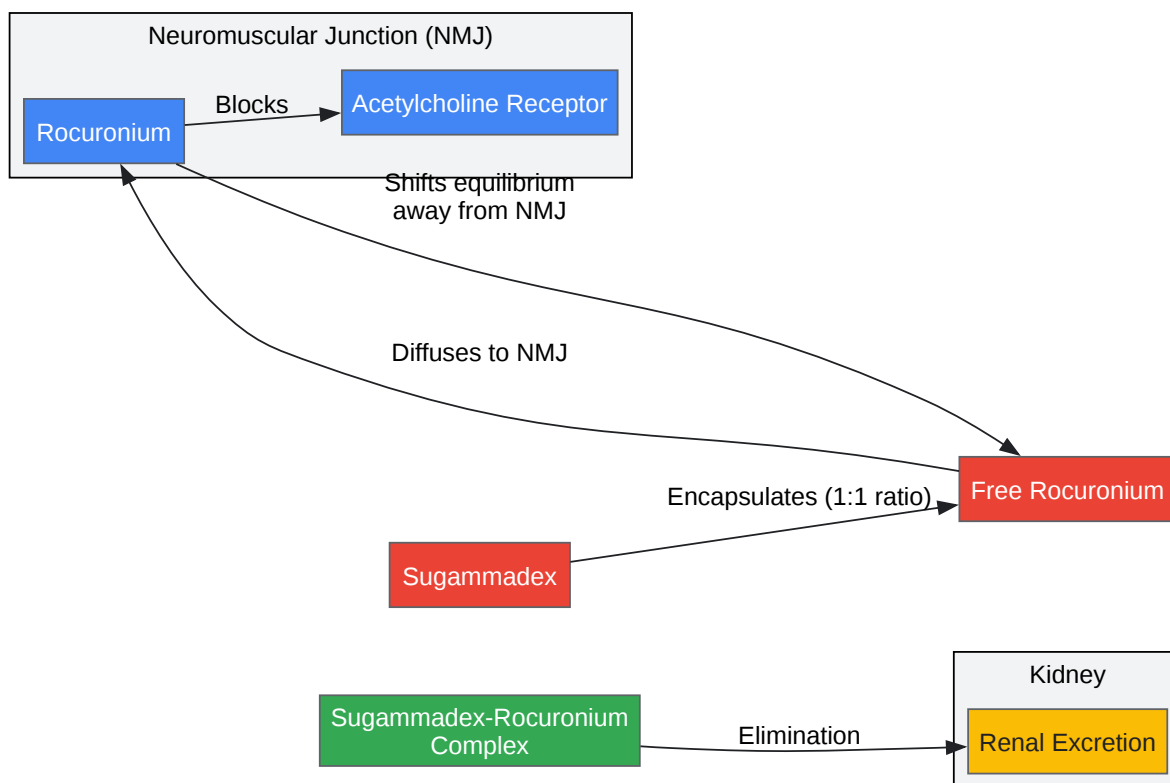 Neuromuscular Junction (NMJ)
Rocuronium
Blocks
Acetylcholine Receptor
Shifts equilibrium
away from NMJ
Diffuses to NMJ
Free Rocuronium
Encapsulates (1:1 ratio)
Sugammadex
Kidney
Sugammadex-Rocuronium
Complex
Elimination
Renal Excretion